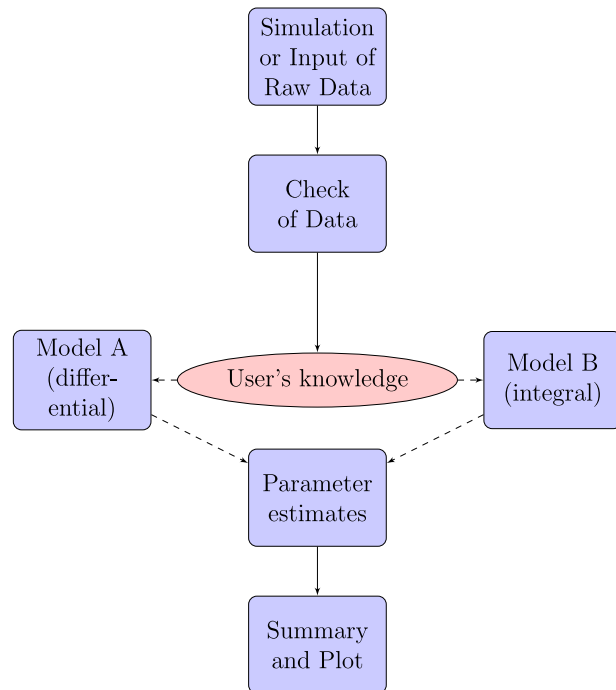 Simulation
or Input of
Raw Data
Check
of Data
Model A
(differ-
ential)
User's knowledge
Model B
(integral)
Parameter
estimates
Summary
and Plot